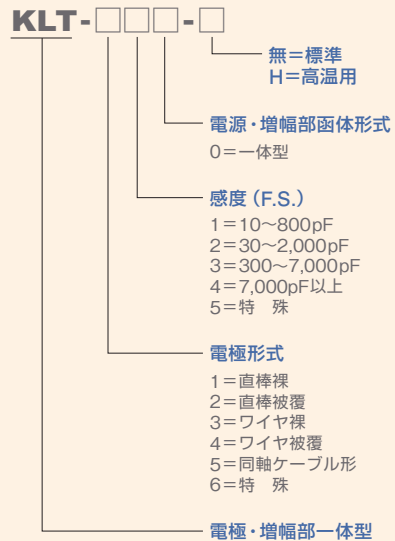 KLT-□□□-□
無＝標準
H＝高温用
電源・増幅部函体形式
0＝一体型
感度（F.S.）
1＝10～800pF
2＝30～2,000pF
3＝300～7,000pF
4＝7,000pF以上
5＝特　殊
電極形式
1＝直棒裸
2＝直棒被覆
3＝ワイヤ裸
4＝ワイヤ被覆
5＝同軸ケーブル形
6＝特　殊
電極・増幅部一体型